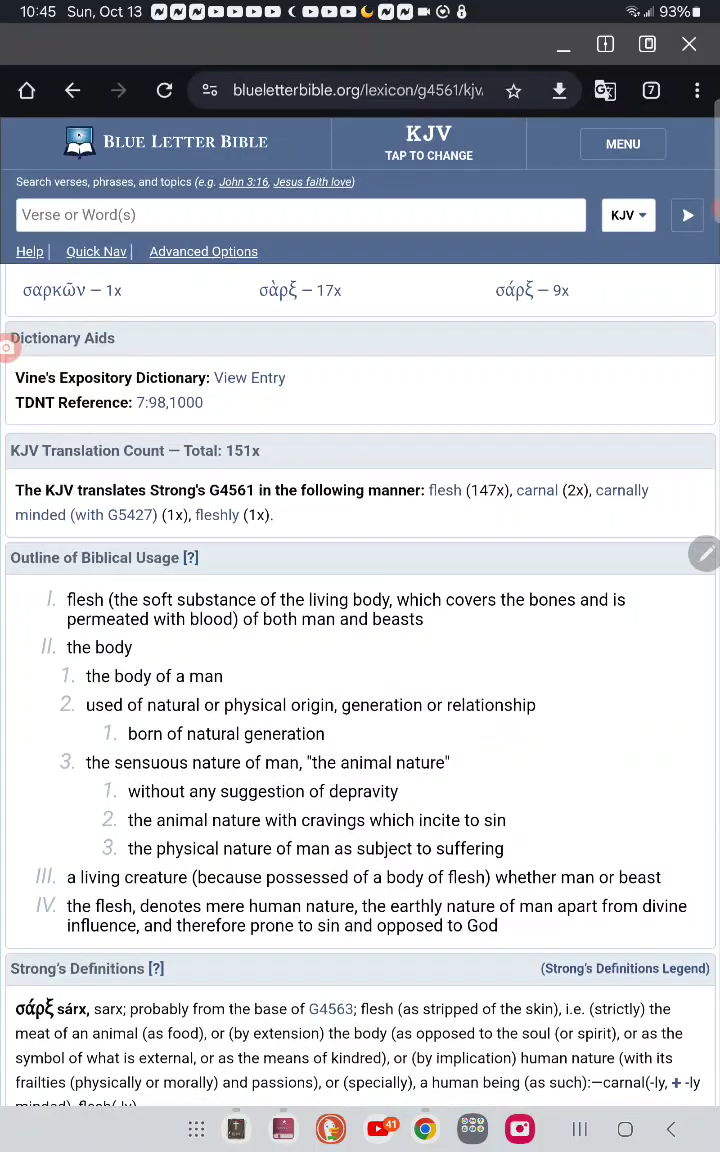 10:45 Sun, Oct 13 93%
blueletterbible.org/lexicon/g4561/kjv 7
BLUE LETTER BIBLE KJV MENU
TAP TO CHANGE
Search verses, phrases, and topics (e.g. John 3:16, Jesus faith love)
Verse or Word(s) KJV
Help | Quick Nav | Advanced Options
σαρκῶν – 1x σὰρξ – 17x σάρξ – 9x
Dictionary Aids
Vine's Expository Dictionary: View Entry
TDNT Reference: 7:98,1000
KJV Translation Count — Total: 151x
The KJV translates Strong's G4561 in the following manner: flesh (147x), carnal (2x), carnally
minded (with G5427) (1x), fleshly (1x).
Outline of Biblical Usage [?]
I. flesh (the soft substance of the living body, which covers the bones and is
permeated with blood) of both man and beasts
II. the body
1. the body of a man
2. used of natural or physical origin, generation or relationship
1. born of natural generation
3. the sensuous nature of man, "the animal nature"
1. without any suggestion of depravity
2. the animal nature with cravings which incite to sin
3. the physical nature of man as subject to suffering
III. a living creature (because possessed of a body of flesh) whether man or beast
IV. the flesh, denotes mere human nature, the earthly nature of man apart from divine
influence, and therefore prone to sin and opposed to God
Strong's Definitions [?] (Strong's Definitions Legend)
σάρξ sárx, sarx; probably from the base of G4563; flesh (as stripped of the skin), i.e. (strictly) the
meat of an animal (as food), or (by extension) the body (as opposed to the soul (or spirit), or as the
symbol of what is external, or as the means of kindred), or (by implication) human nature (with its
frailties (physically or morally) and passions), or (specially), a human being (as such):—carnal(-ly, + -ly
minded), flesh(-ly)
41